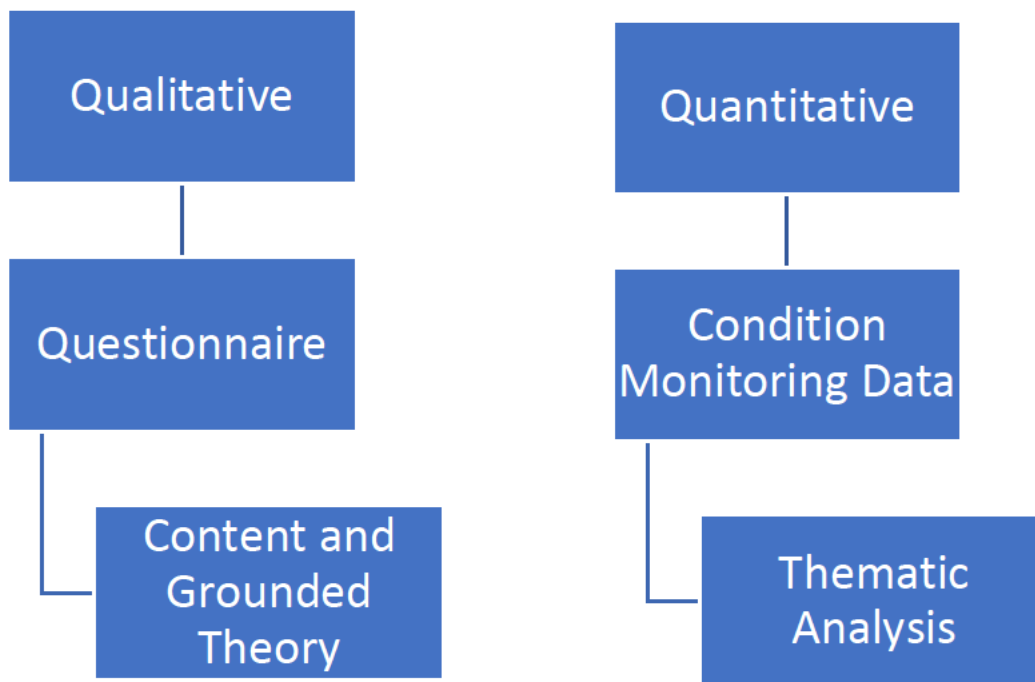 Qualitative
Questionnaire
Content and
Grounded
Theory
Quantitative
Condition
Monitoring Data
Thematic
Analysis